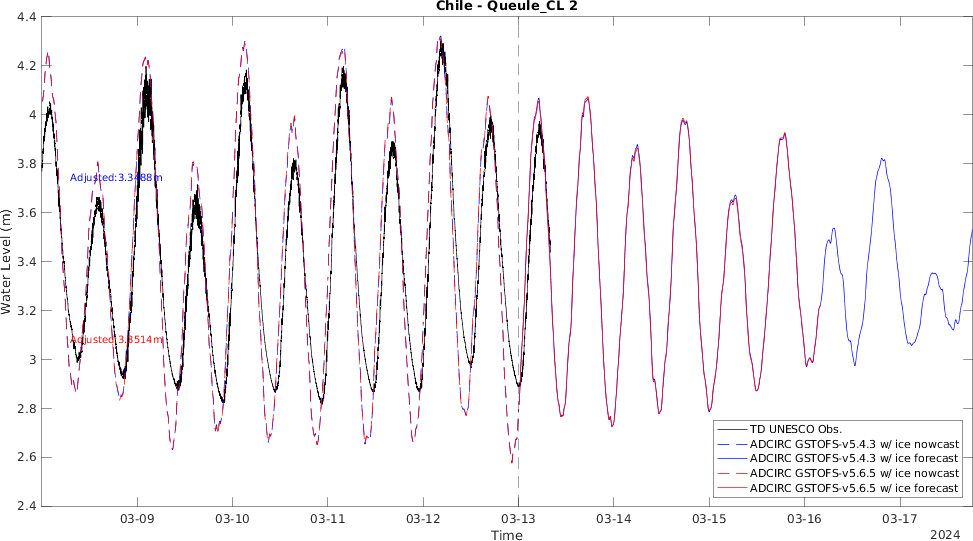 Chile - Queule_CL 2
4.4
4.2
4
3.8
3.6
3.4
3.2
3
2.8
2.6
2.4
Water Level (m)
Adjusted:3.3488m
Adjusted:3.3514m
TD UNESCO Obs.
ADCIRC GSTOFS-v5.4.3 w/ ice nowcast
ADCIRC GSTOFS-v5.4.3 w/ ice forecast
ADCIRC GSTOFS-v5.6.5 w/ ice nowcast
ADCIRC GSTOFS-v5.6.5 w/ ice forecast
03-09 03-10 03-11 03-12 03-13 03-14 03-15 03-16 03-17
Time
2024